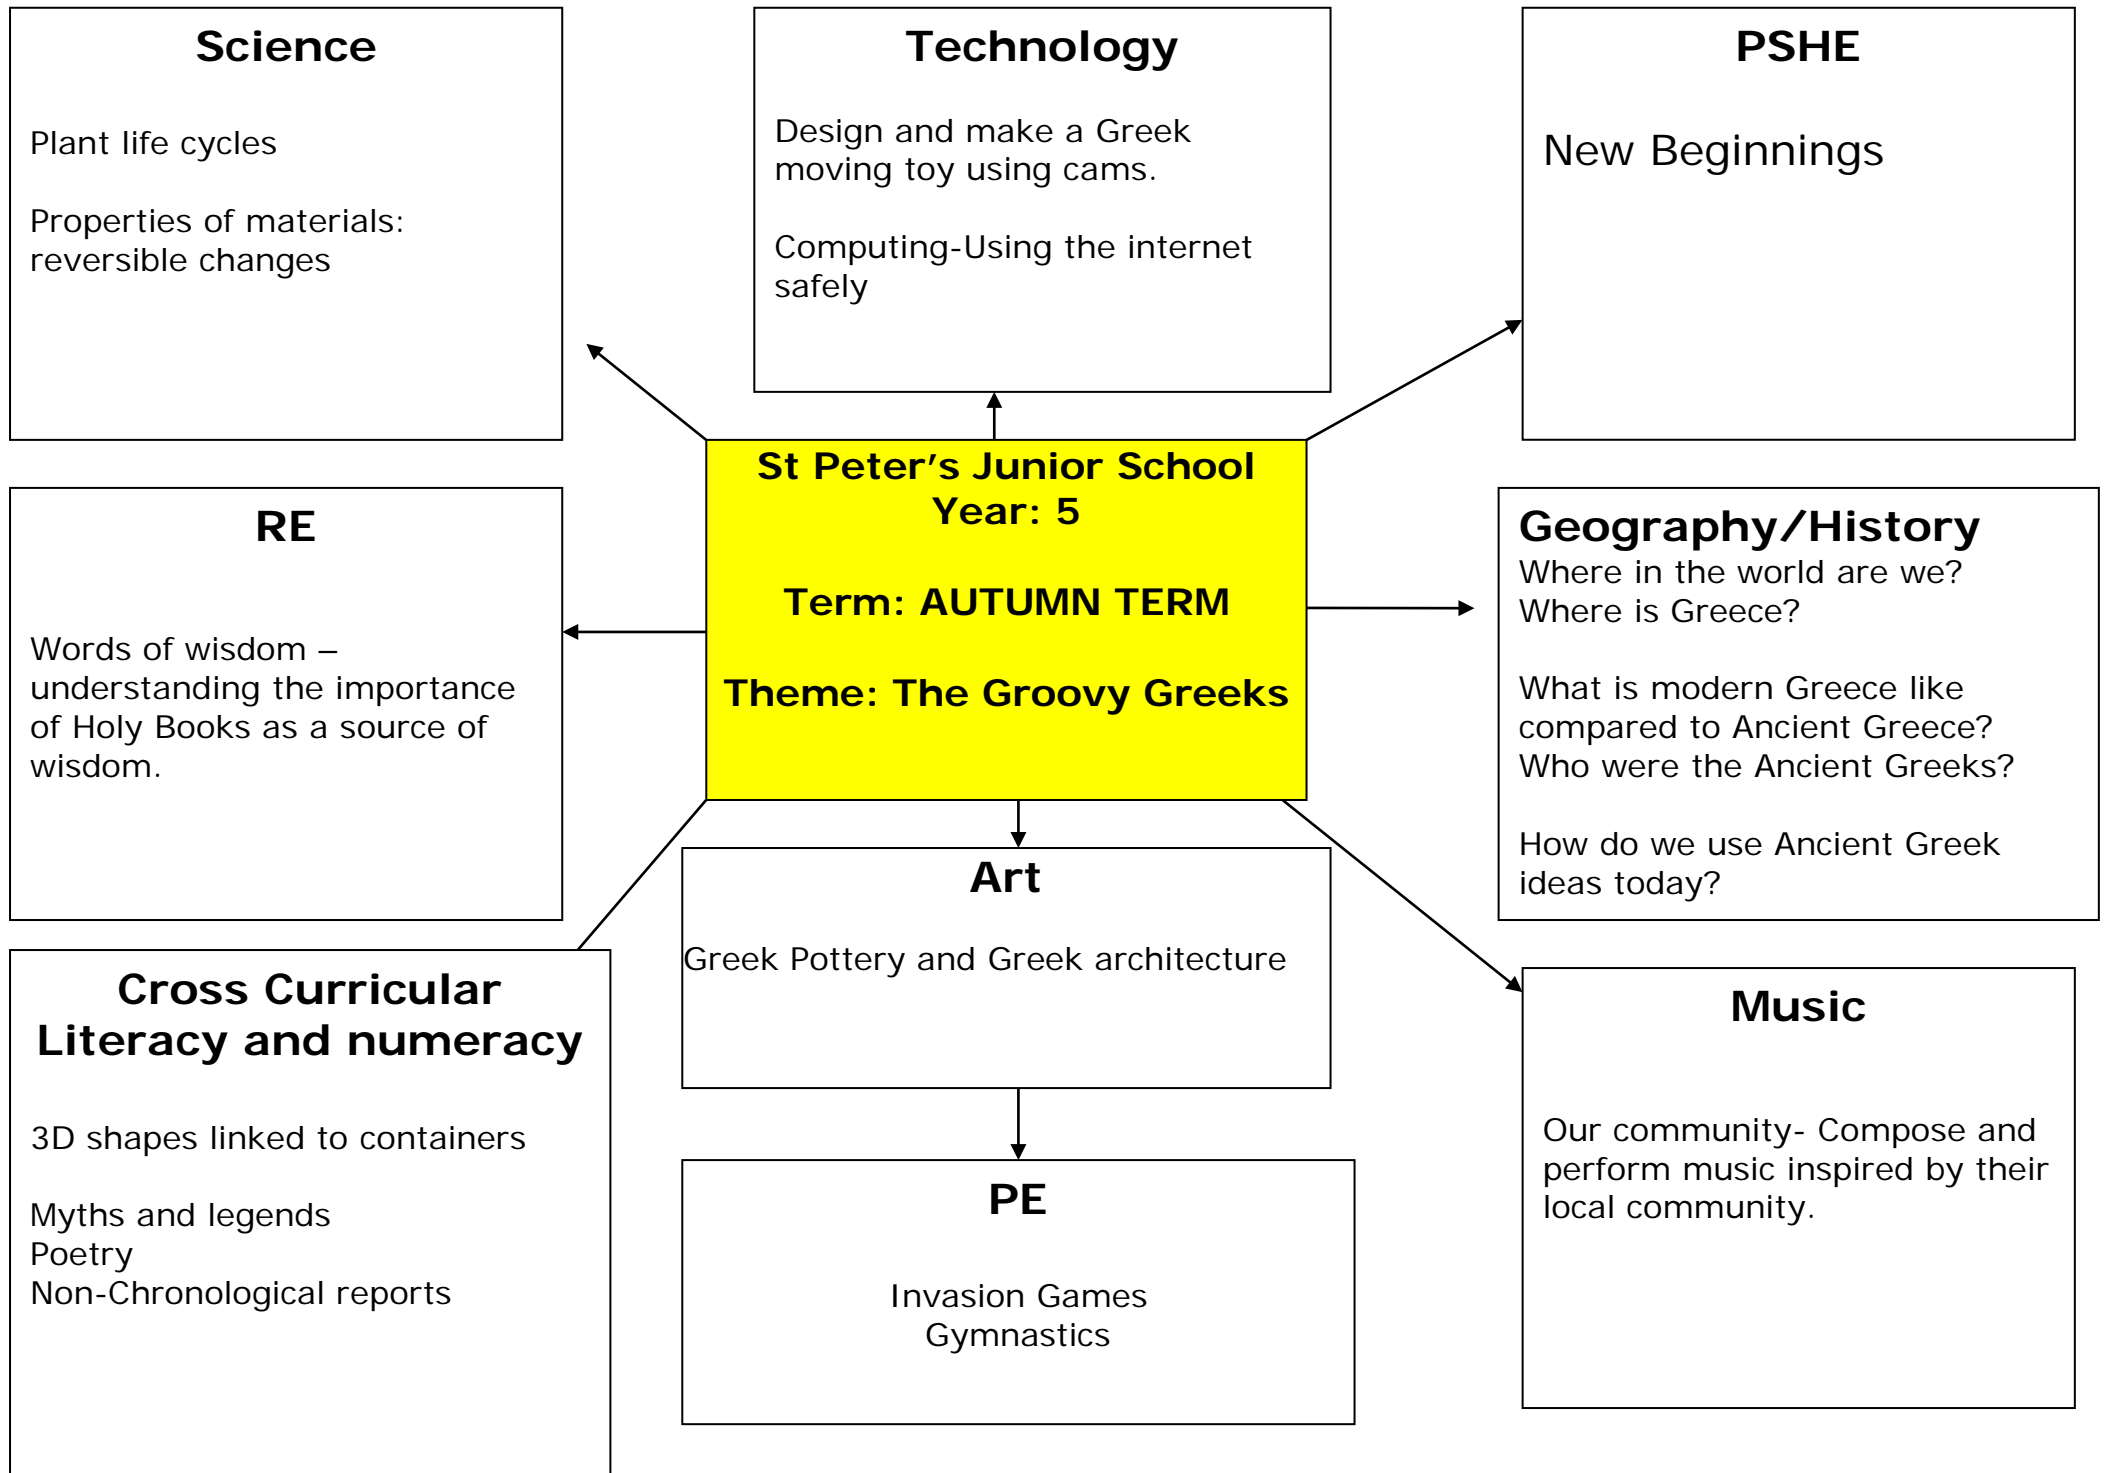 Science
Plant life cycles
Properties of materials:
reversible changes
Technology
Design and make a Greek
moving toy using cams.
Computing-Using the internet
safely
PSHE
New Beginnings
St Peter’s Junior School
Year: 5
Term: AUTUMN TERM
Theme: The Groovy Greeks
RE
Words of wisdom –
understanding the importance
of Holy Books as a source of
wisdom.
Geography/History
Where in the world are we?
Where is Greece?
What is modern Greece like
compared to Ancient Greece?
Who were the Ancient Greeks?
How do we use Ancient Greek
ideas today?
Art
Greek Pottery and Greek architecture
Cross Curricular
Literacy and numeracy
3D shapes linked to containers
Myths and legends
Poetry
Non-Chronological reports
PE
Invasion Games
Gymnastics
Music
Our community- Compose and
perform music inspired by their
local community.